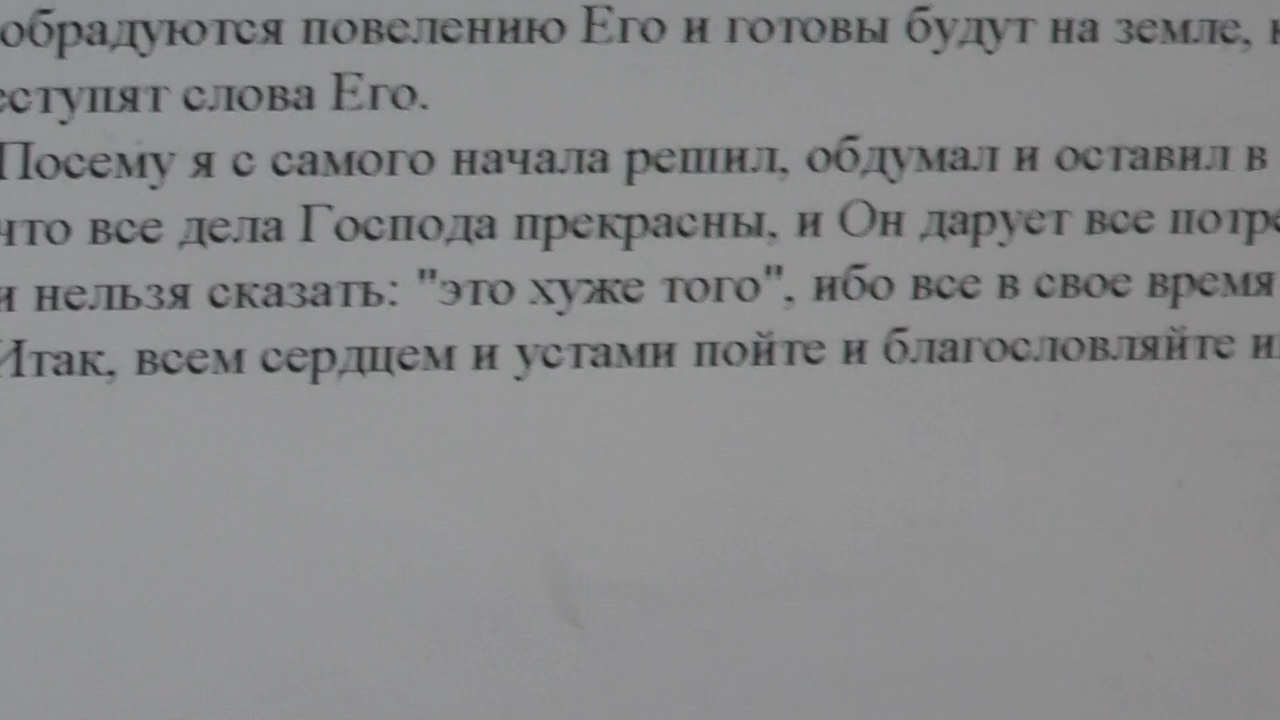 обрадуются повелению Его и готовы будут на земле,
еступят слова Его.
Посему я с самого начала решил, обдумал и оставил в
что все дела Господа прекрасны, и Он дарует все потре
и нельзя сказать: "это хуже того", ибо все в свое время
Итак, всем сердцем и устами пойте и благословляйте